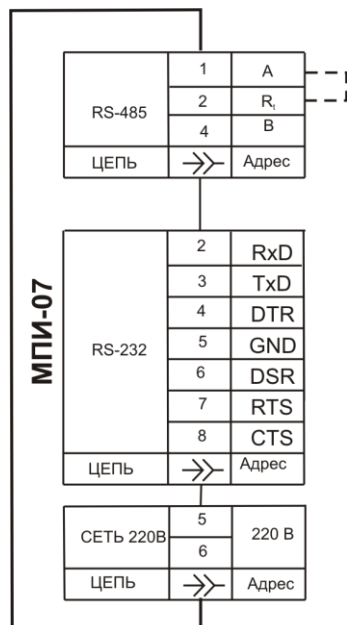 МПИ-07
RS-485
1 A
2 Rt
4 B
ЦЕПЬ Адрес
RS-232
2 RxD
3 TxD
4 DTR
5 GND
6 DSR
7 RTS
8 CTS
ЦЕПЬ Адрес
СЕТЬ 220В
5
6
220 В
ЦЕПЬ Адрес